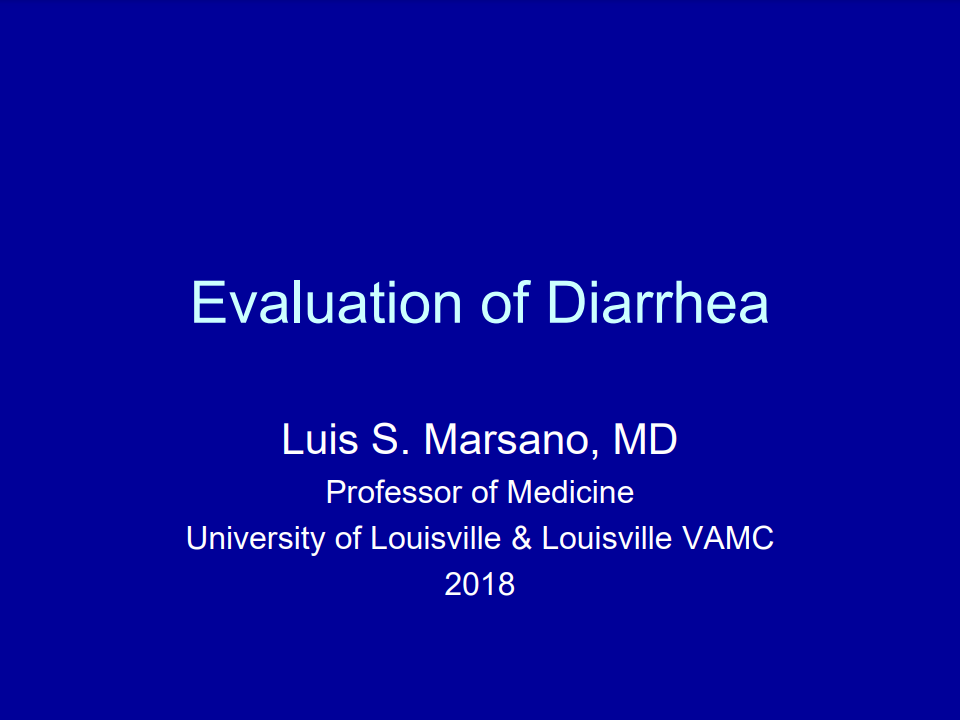 Evaluation of Diarrhea
Luis S. Marsano, MD
Professor of Medicine
University of Louisville & Louisville VAMC
2018